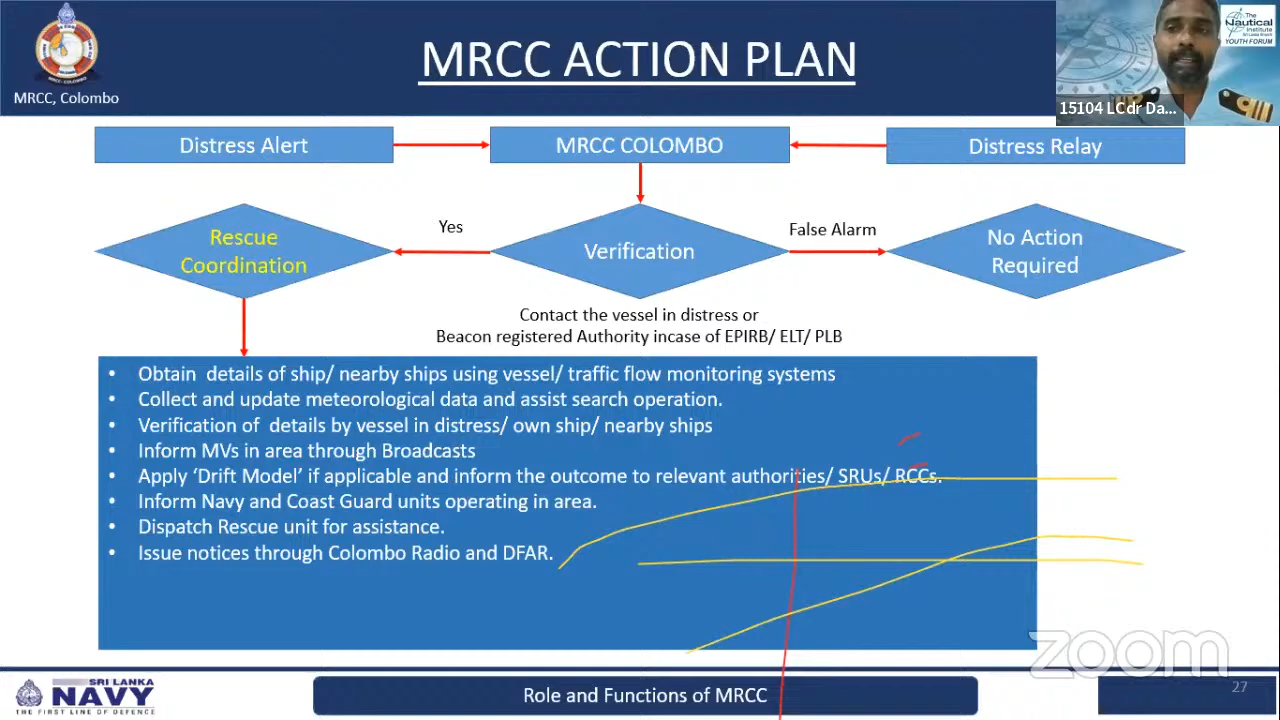 MRCC ACTION PLAN
MRCC, Colombo
The
Nautical
Institute
YOUTH FORUM
15104 LCdr Da...
Distress Alert
MRCC COLOMBO
Distress Relay
Yes
False Alarm
Rescue
Coordination
Verification
No Action
Required
Contact the vessel in distress or
Beacon registered Authority incase of EPIRB/ ELT/ PLB
• Obtain details of ship/ nearby ships using vessel/ traffic flow monitoring systems
• Collect and update meteorological data and assist search operation.
• Verification of details by vessel in distress/ own ship/ nearby ships
• Inform MVs in area through Broadcasts
• Apply ‘Drift Model’ if applicable and inform the outcome to relevant authorities/ SRUs/ RCCs.
• Inform Navy and Coast Guard units operating in area.
• Dispatch Rescue unit for assistance.
• Issue notices through Colombo Radio and DFAR.
zoom
SRI LANKA
NAVY
THE FIRST LINE OF DEFENCE
Role and Functions of MRCC
27